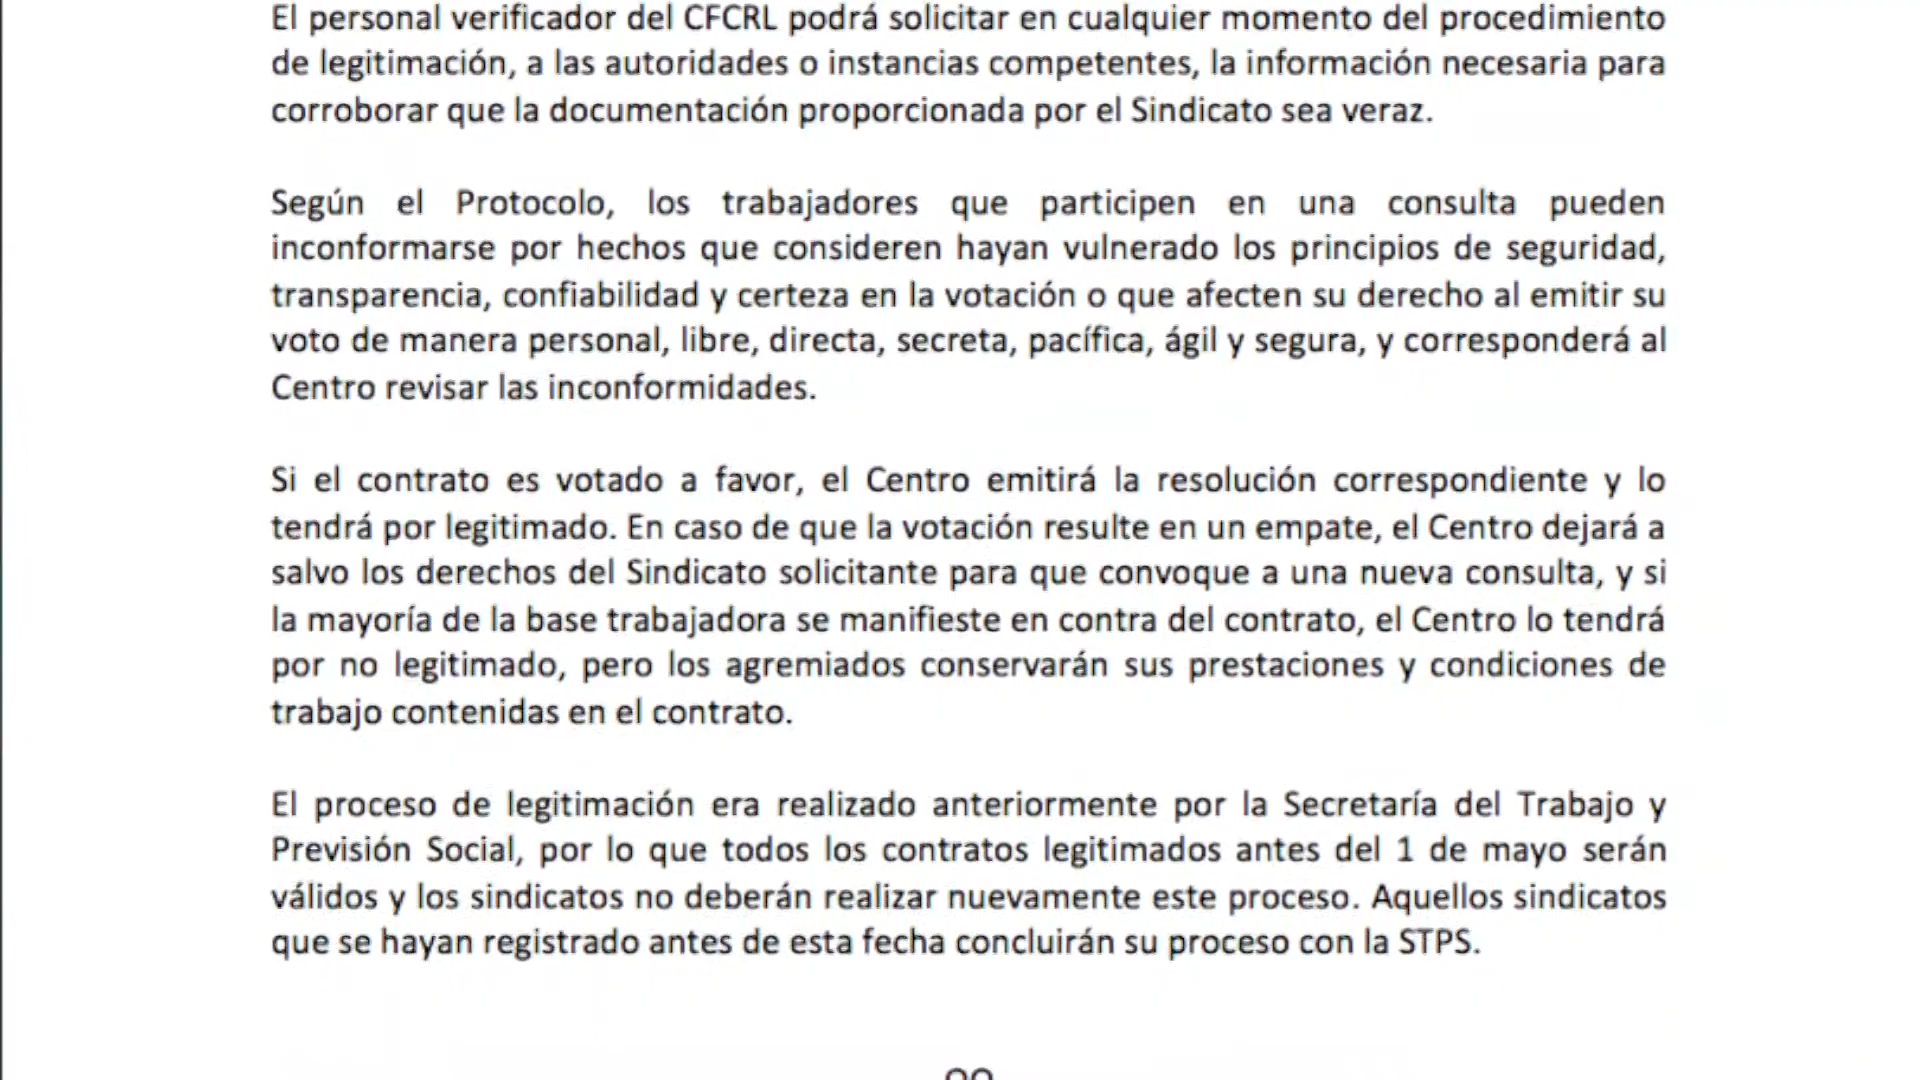 El personal verificador del CFCRL podrá solicitar en cualquier momento del procedimiento
de legitimación, a las autoridades o instancias competentes, la información necesaria para
corroborar que la documentación proporcionada por el Sindicato sea veraz.
Según el Protocolo, los trabajadores que participen en una consulta pueden
inconformarse por hechos que consideren hayan vulnerado los principios de seguridad,
transparencia, confiabilidad y certeza en la votación o que afecten su derecho al emitir su
voto de manera personal, libre, directa, secreta, pacífica, ágil y segura, y corresponderá al
Centro revisar las inconformidades.
Si el contrato es votado a favor, el Centro emitirá la resolución correspondiente y lo
tendrá por legitimado. En caso de que la votación resulte en un empate, el Centro dejará a
salvo los derechos del Sindicato solicitante para que convoque a una nueva consulta, y si
la mayoría de la base trabajadora se manifieste en contra del contrato, el Centro lo tendrá
por no legitimado, pero los agremiados conservarán sus prestaciones y condiciones de
trabajo contenidas en el contrato.
El proceso de legitimación era realizado anteriormente por la Secretaría del Trabajo y
Previsión Social, por lo que todos los contratos legitimados antes del 1 de mayo serán
válidos y los sindicatos no deberán realizar nuevamente este proceso. Aquellos sindicatos
que se hayan registrado antes de esta fecha concluirán su proceso con la STPS.